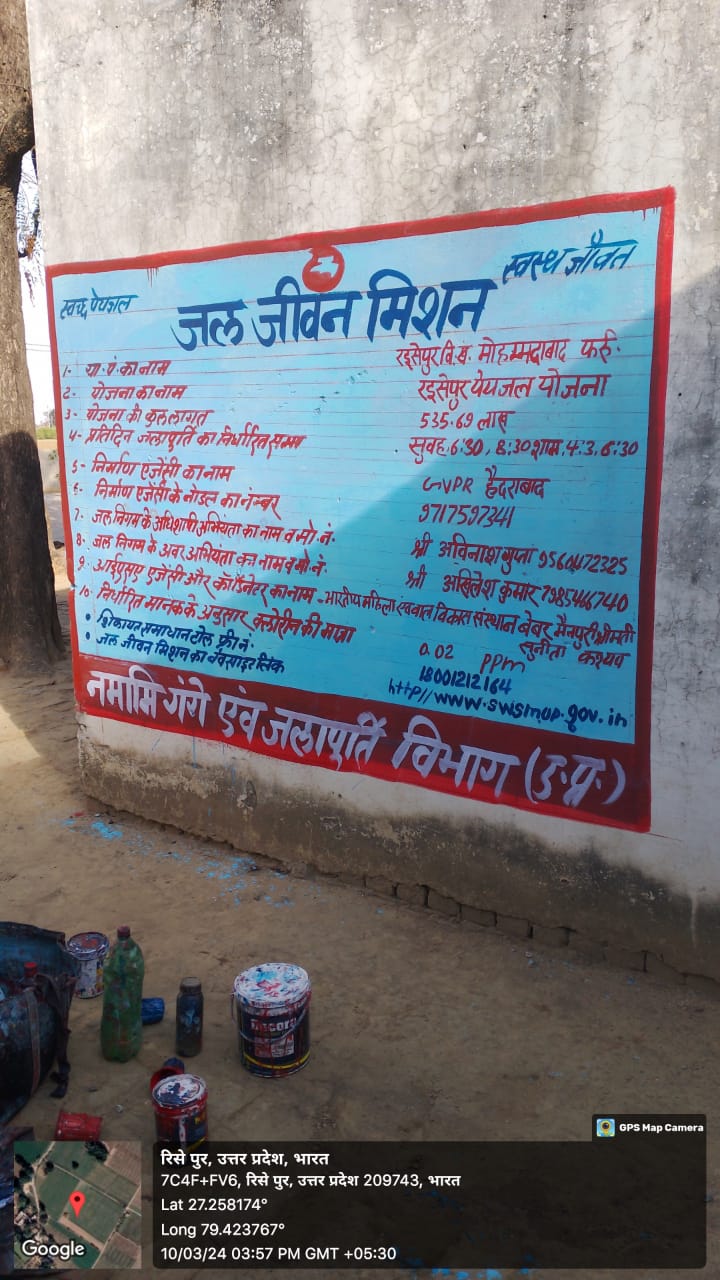 स्वच्छ पेयजल
स्वस्थ जीवन
जल जीवन मिशन
1- ग्रा. पं. का नाम रइसेपुर वि.ख. मोहम्मदाबाद फर्रु.
2- योजना का नाम रइसेपुर पेयजल योजना
3- योजना की कुल लागत 535.69 लाख
4- प्रतिदिन जलापूर्ति का निर्धारित समय सुवह. 6:30, 8:30 शाम, 4:3, 6:30
5- निर्माण एजेंसी का नाम GVPR हैदराबाद
6- निर्माण एजेंसी के नोडल का नंम्बर 9717597341
7- जल निगम के अधिशाषी अभियंता का नाम व मो. नं. श्री अविनाश गुप्ता 9560472325
8- जल निगम के अवर अभियंता का नाम व मो. नं. श्री अखिलेश कुमार 7985466740
9- आईएसए एजेंसी और कॉर्डिनेटर का नाम - भारतीय महिला एंव बाल विकास संस्थान बेवर मैनपुरी श्रीमती सुनीता कश्यप
10- निर्धारित मानक के अनुसार क्लोरीन की मात्रा 0.02 PPM
• शिकायत समाधान टोल फ्री नं. 18001212164
• जल जीवन मिशन का वेबसाइट लिंक http//www.swsmup.gov.in
नमामि गंगे एंव जलापूर्ति विभाग (उ.प्र.)
Decora
GPS Map Camera
रिसे पुर, उत्तर प्रदेश, भारत
7C4F+FV6, रिसे पुर, उत्तर प्रदेश 209743, भारत
Lat 27.258174°
Long 79.423767°
10/03/24 03:57 PM GMT +05:30
Google